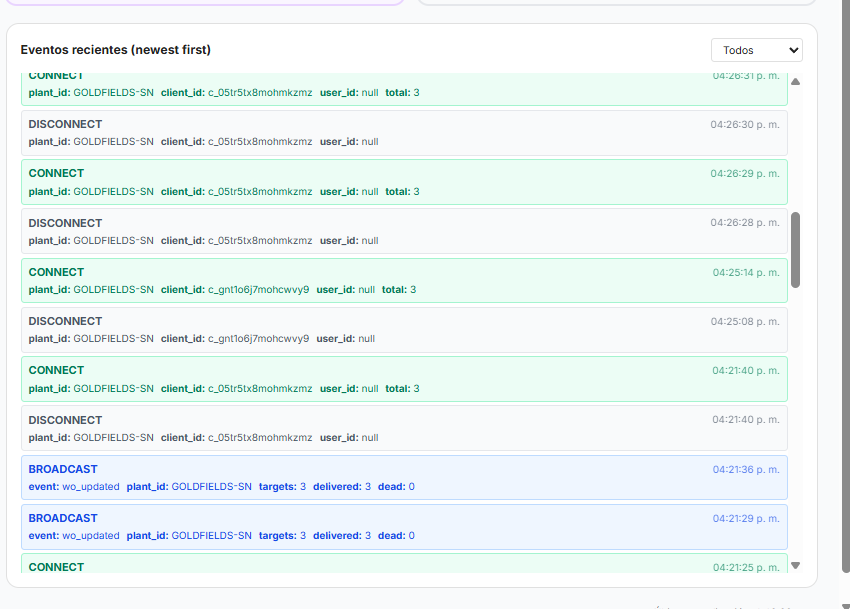 Eventos recientes (newest first)
Todos
CONNECT 04:26:31 p. m.
plant_id: GOLDFIELDS-SN client_id: c_05tr5tx8mohmkzmz user_id: null total: 3
DISCONNECT 04:26:30 p. m.
plant_id: GOLDFIELDS-SN client_id: c_05tr5tx8mohmkzmz user_id: null
CONNECT 04:26:29 p. m.
plant_id: GOLDFIELDS-SN client_id: c_05tr5tx8mohmkzmz user_id: null total: 3
DISCONNECT 04:26:28 p. m.
plant_id: GOLDFIELDS-SN client_id: c_05tr5tx8mohmkzmz user_id: null
CONNECT 04:25:14 p. m.
plant_id: GOLDFIELDS-SN client_id: c_gnt1o6j7mohcwvy9 user_id: null total: 3
DISCONNECT 04:25:08 p. m.
plant_id: GOLDFIELDS-SN client_id: c_gnt1o6j7mohcwvy9 user_id: null
CONNECT 04:21:40 p. m.
plant_id: GOLDFIELDS-SN client_id: c_05tr5tx8mohmkzmz user_id: null total: 3
DISCONNECT 04:21:40 p. m.
plant_id: GOLDFIELDS-SN client_id: c_05tr5tx8mohmkzmz user_id: null
BROADCAST 04:21:36 p. m.
event: wo_updated plant_id: GOLDFIELDS-SN targets: 3 delivered: 3 dead: 0
BROADCAST 04:21:29 p. m.
event: wo_updated plant_id: GOLDFIELDS-SN targets: 3 delivered: 3 dead: 0
CONNECT 04:21:25 p. m.